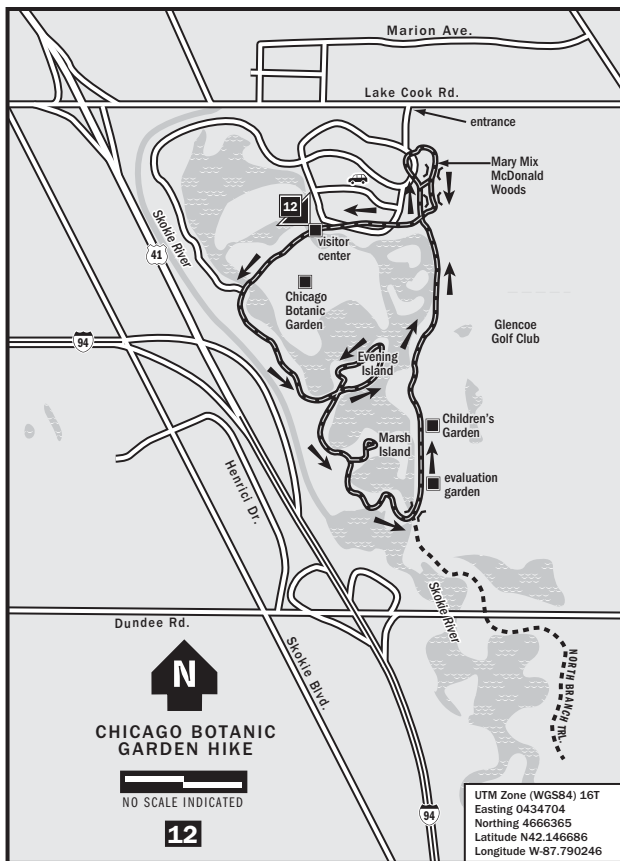 Marion Ave.
Lake Cook Rd.
entrance
Mary Mix
McDonald
Woods
12
visitor
center
Skokie River
41
Chicago
Botanic
Garden
Glencoe
Golf Club
94
Evening
Island
Children's
Garden
Marsh
Island
evaluation
garden
Henrici Dr.
Skokie River
Dundee Rd.
Skokie Blvd.
NORTH BRANCH TRL.
N
CHICAGO BOTANIC
GARDEN HIKE
NO SCALE INDICATED
12
94
UTM Zone (WGS84) 16T
Easting 0434704
Northing 4666365
Latitude N42.146686
Longitude W-87.790246